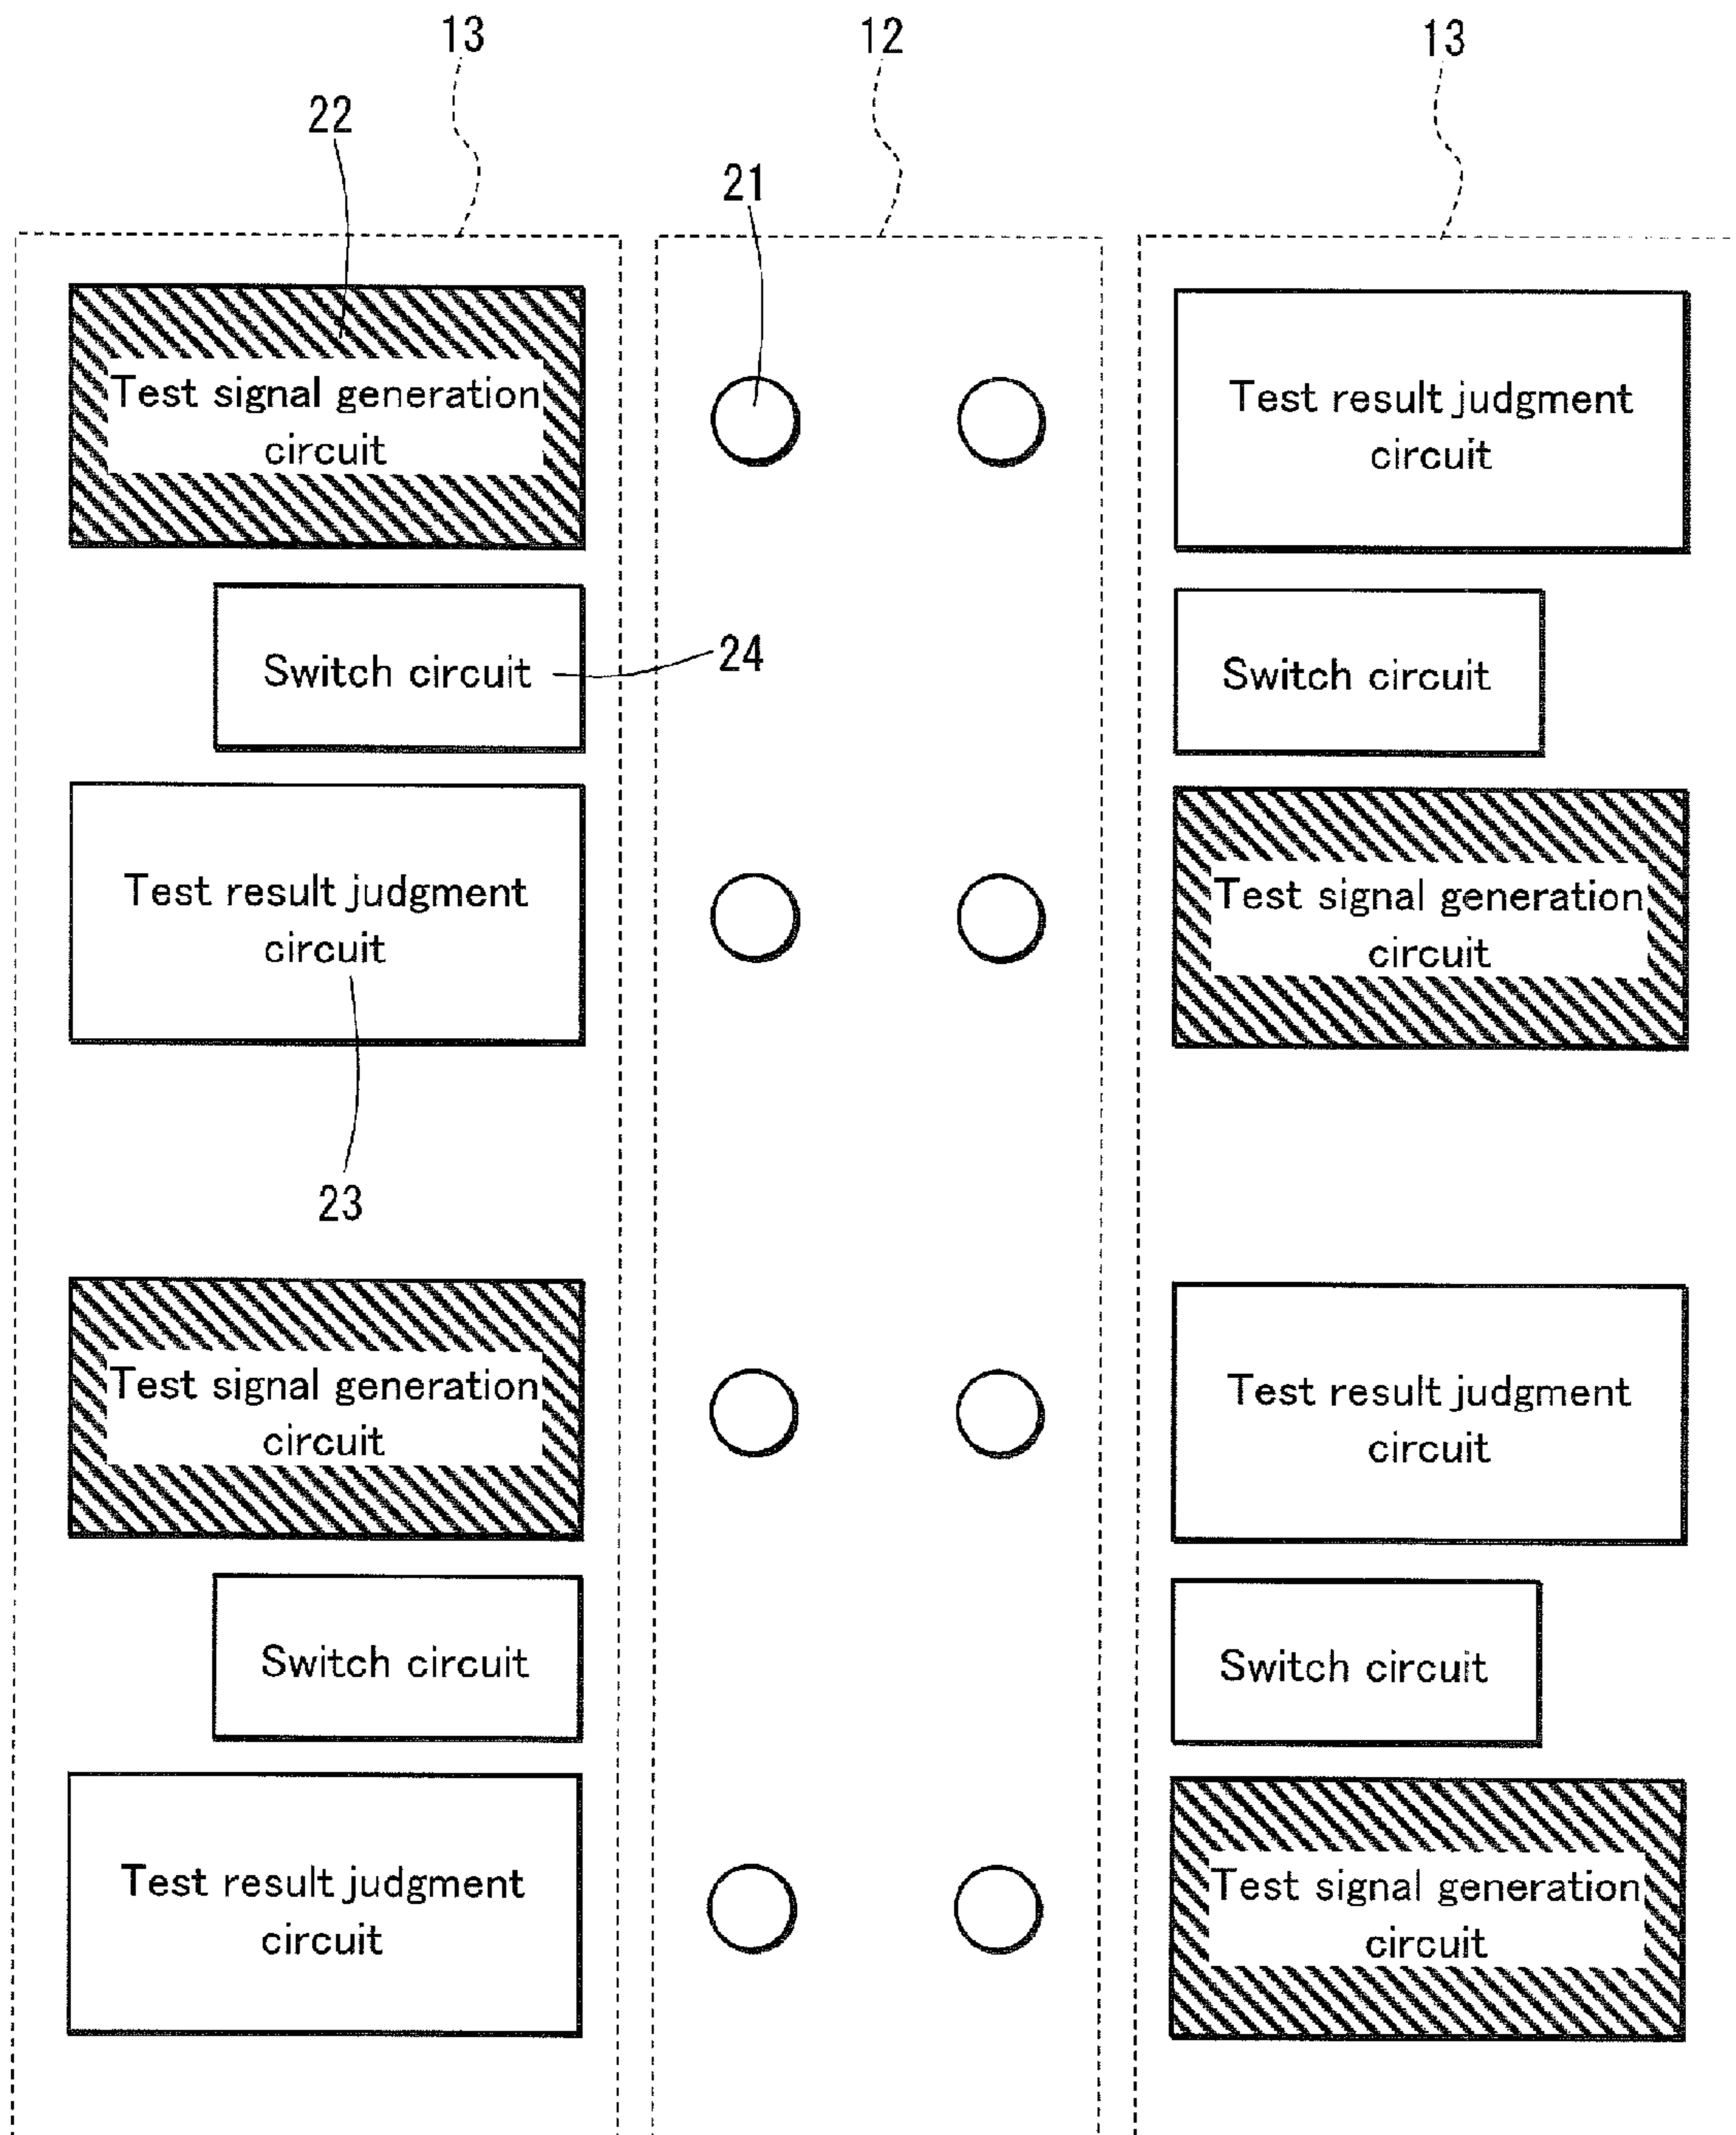 13
12
13
22
21
Test signal generation
circuit
Test result judgment
circuit
Switch circuit
24
Switch circuit
Test result judgment
circuit
23
Test signal generation
circuit
Test signal generation
circuit
Test result judgment
circuit
Switch circuit
Switch circuit
Test result judgment
circuit
Test signal generation
circuit